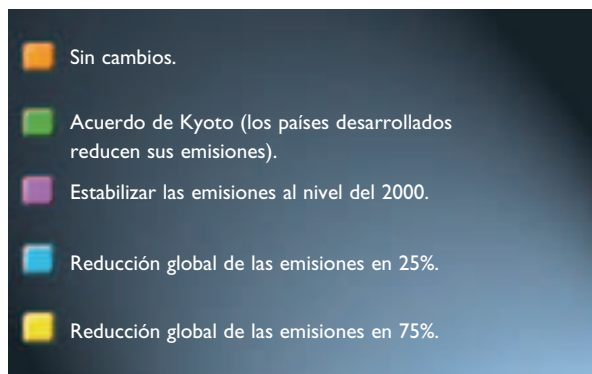 Sin cambios.
Acuerdo de Kyoto (los países desarrollados
reducen sus emisiones).
Estabilizar las emisiones al nivel del 2000.
Reducción global de las emisiones en 25%.
Reducción global de las emisiones en 75%.